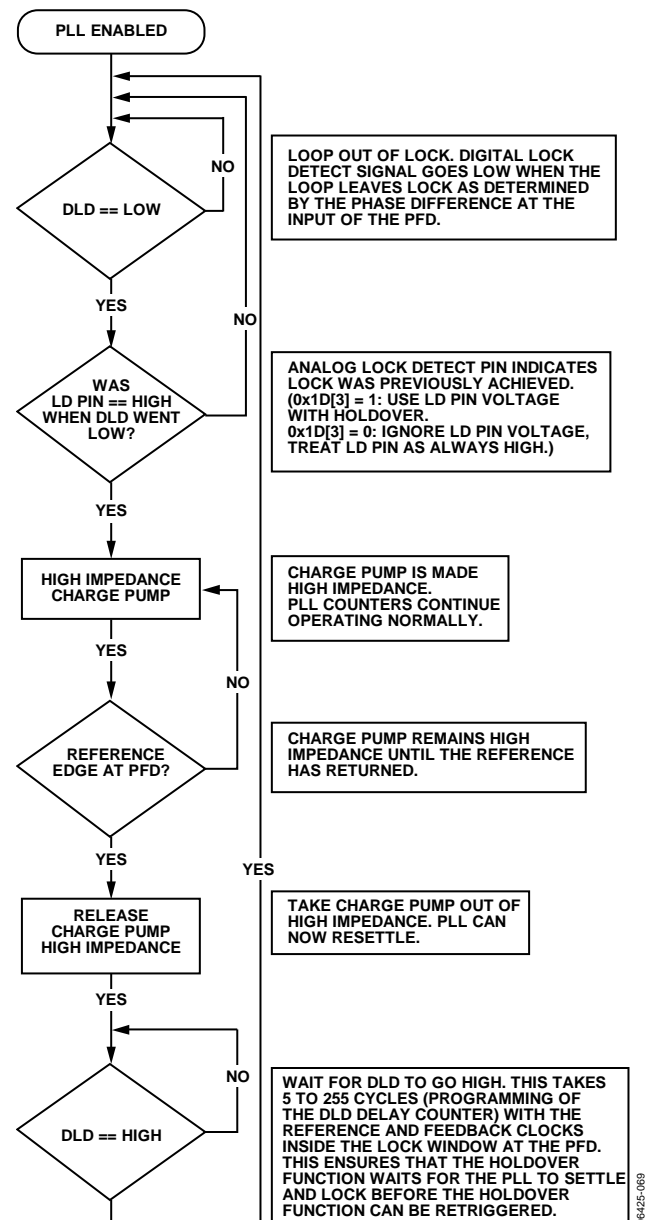 PLL ENABLED
NO
DLD == LOW
LOOP OUT OF LOCK. DIGITAL LOCK
DETECT SIGNAL GOES LOW WHEN THE
LOOP LEAVES LOCK AS DETERMINED
BY THE PHASE DIFFERENCE AT THE
INPUT OF THE PFD.
YES
NO
WAS
LD PIN == HIGH
WHEN DLD WENT
LOW?
ANALOG LOCK DETECT PIN INDICATES
LOCK WAS PREVIOUSLY ACHIEVED.
(0x1D[3] = 1: USE LD PIN VOLTAGE
WITH HOLDOVER.
0x1D[3] = 0: IGNORE LD PIN VOLTAGE,
TREAT LD PIN AS ALWAYS HIGH.)
YES
HIGH IMPEDANCE
CHARGE PUMP
CHARGE PUMP IS MADE
HIGH IMPEDANCE.
PLL COUNTERS CONTINUE
OPERATING NORMALLY.
YES
NO
REFERENCE
EDGE AT PFD?
CHARGE PUMP REMAINS HIGH
IMPEDANCE UNTIL THE REFERENCE
HAS RETURNED.
YES
YES
RELEASE
CHARGE PUMP
HIGH IMPEDANCE
TAKE CHARGE PUMP OUT OF
HIGH IMPEDANCE. PLL CAN
NOW RESETTLE.
YES
NO
DLD == HIGH
WAIT FOR DLD TO GO HIGH. THIS TAKES
5 TO 255 CYCLES (PROGRAMMING OF
THE DLD DELAY COUNTER) WITH THE
REFERENCE AND FEEDBACK CLOCKS
INSIDE THE LOCK WINDOW AT THE PFD.
THIS ENSURES THAT THE HOLDOVER
FUNCTION WAITS FOR THE PLL TO SETTLE
AND LOCK BEFORE THE HOLDOVER
FUNCTION CAN BE RETRIGGERED.
06425-069